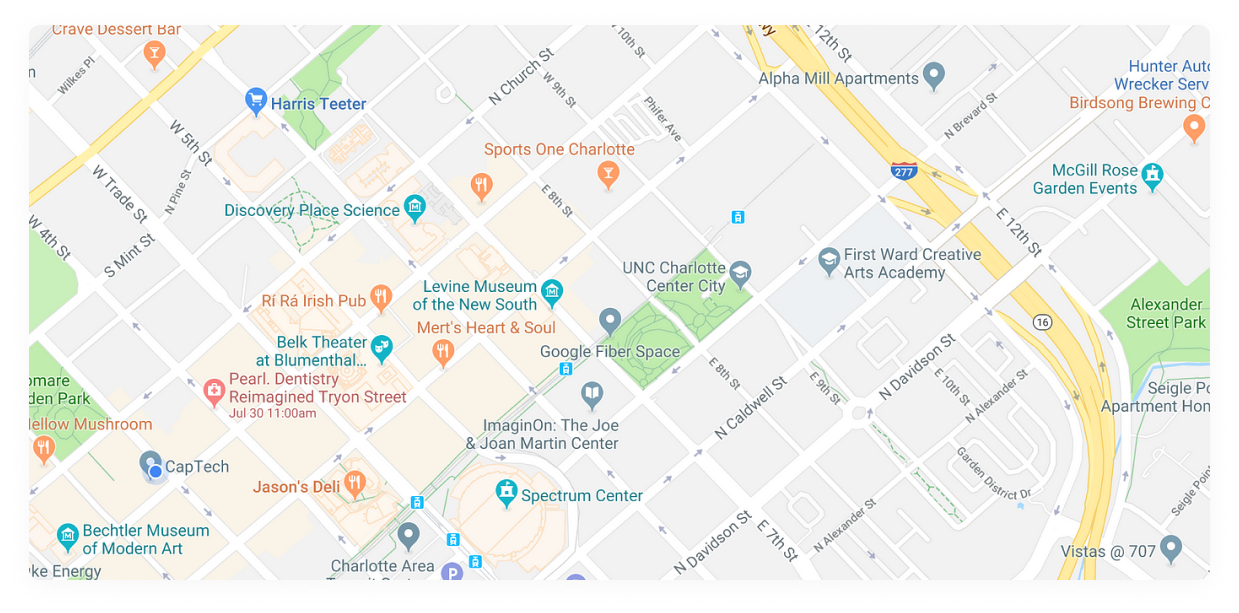 Crave Dessert Bar
Wilkes Pl
Harris Teeter
W 5th St
N Pine St
W Trade St
W 4th St
S Mint St
N Church St
W 9th St
10th St
Phifer Ave
E 12th St
Alpha Mill Apartments
Hunter Auto
Wrecker Serv
Birdsong Brewing C
N Brevard St
277
McGill Rose
Garden Events
Sports One Charlotte
E 8th St
Discovery Place Science
E 12th St
First Ward Creative
Arts Academy
UNC Charlotte
Center City
Levine Museum
of the New South
Rí Rá Irish Pub
Mert's Heart & Soul
Belk Theater
at Blumenthal...
Google Fiber Space
16
Alexander
Street Park
omare
den Park
Pearl. Dentistry
Reimagined Tryon Street
Jul 30 11:00am
ellow Mushroom
E 8th St
E 9th St
N Davidson St
E 10th St
N Alexander St
N Caldwell St
Seigle Po
Apartment Hon
ImaginOn: The Joe
& Joan Martin Center
CapTech
Jason's Deli
Spectrum Center
Garden District Dr
Seigle Point
Bechtler Museum
of Modern Art
N Davidson St
E 7th St
N Alexander St
Vistas @ 707
ke Energy
Charlotte Area
P